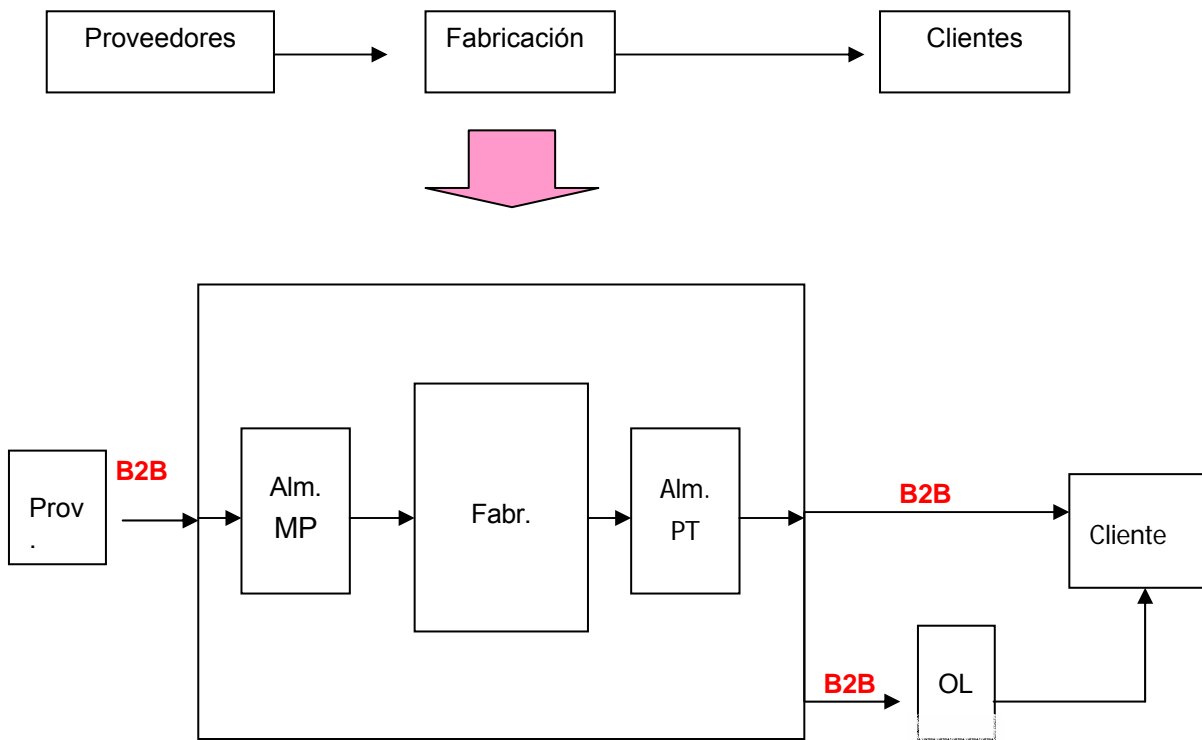 Proveedores
Fabricación
Clientes
B2B
Prov
.
Alm.
MP
Fabr.
Alm.
PT
B2B
Cliente
B2B
OL